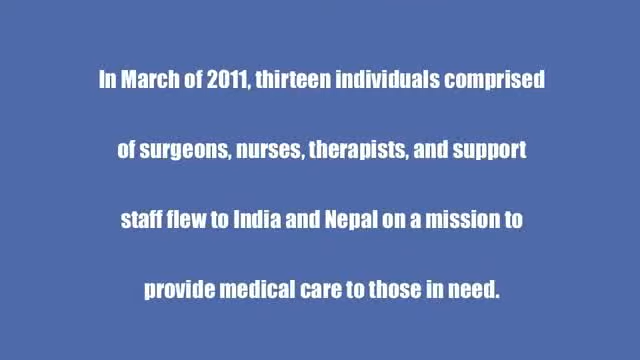 In March of 2011, thirteen individuals comprised
of surgeons, nurses, therapists, and support
staff flew to India and Nepal on a mission to
provide medical care to those in need.